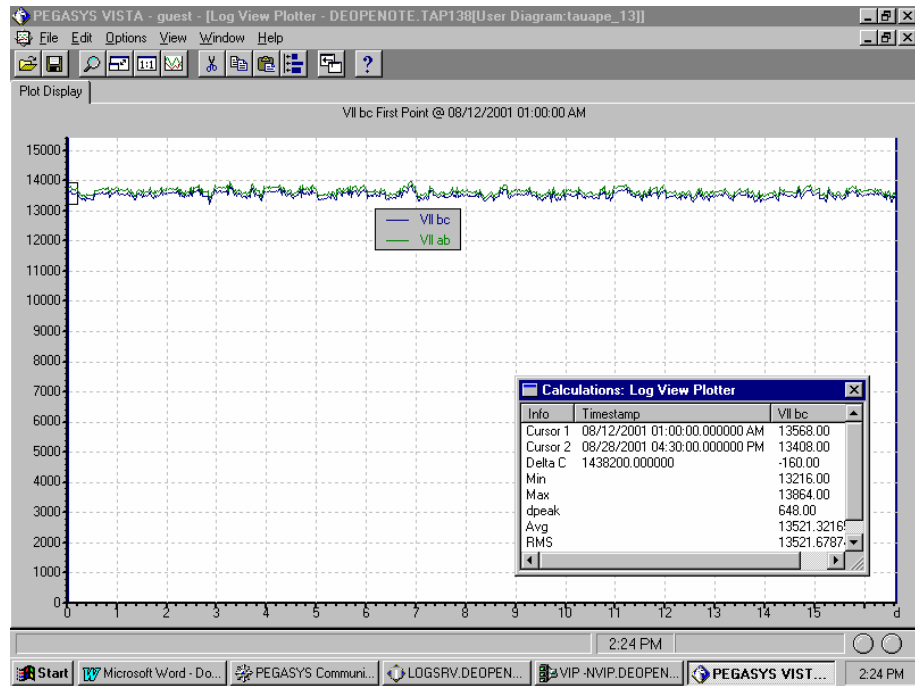 PEGASYS VISTA - guest - [Log View Plotter - DEOPENOTE.TAP138[User Diagram:tauape_13]]
File Edit Options View Window Help
1:1 ?
Plot Display
Vll bc First Point @ 08/12/2001 01:00:00 AM
15000
14000
13000
12000
11000
10000
9000
8000
7000
6000
5000
4000
3000
2000
1000
0
Vll bc
Vll ab
Calculations: Log View Plotter
Info Timestamp Vll bc
Cursor 1 08/12/2001 01:00:00.000000 AM 13568.00
Cursor 2 08/28/2001 04:30:00.000000 PM 13408.00
Delta C 1438200.000000 -160.00
Min 13216.00
Max 13864.00
dpeak 648.00
Avg 13521.3216
RMS 13521.6787
0 1 2 3 4 5 6 7 8 9 10 11 12 13 14 15 d
2:24 PM
Start Microsoft Word - Do... PEGASYS Communi... LOGSRV.DEOPEN... VIP -NVIP.DEOPEN... PEGASYS VIST... 2:24 PM